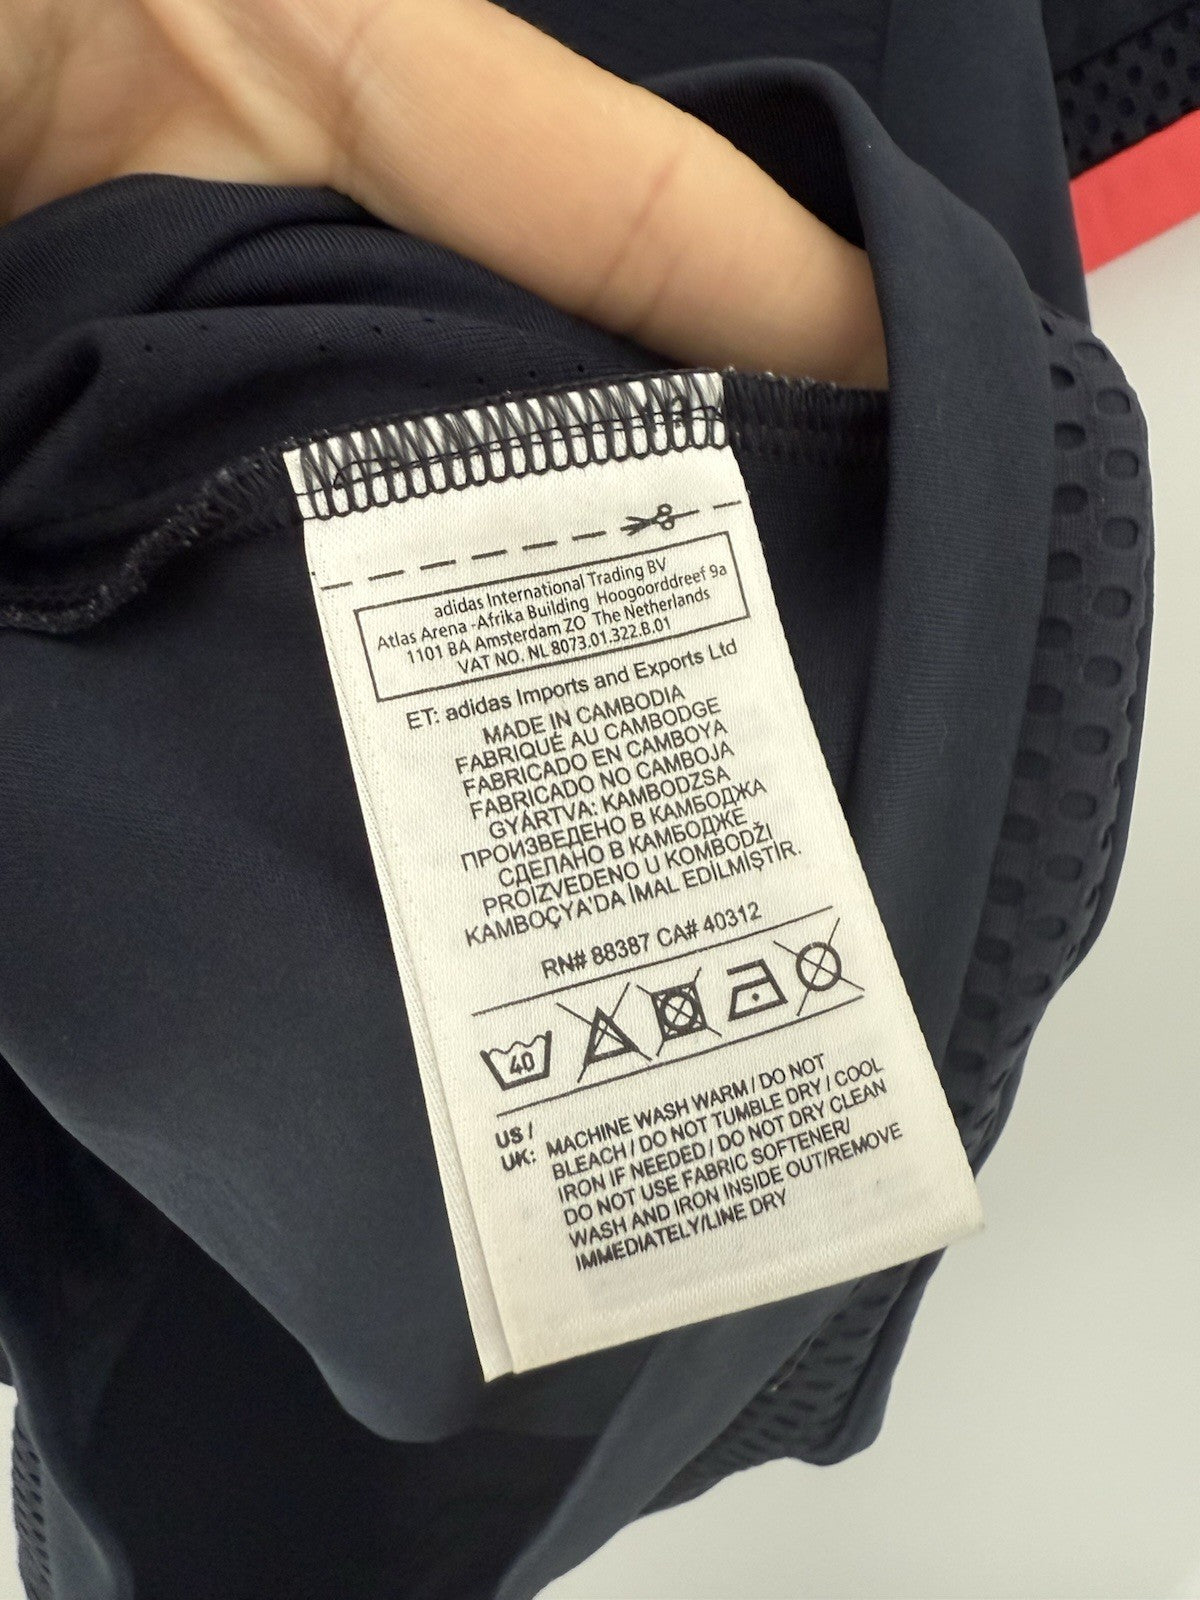 adidas International Trading BV
Atlas Arena -Afrika Building Hoogoorddreef 9a
1101 BA Amsterdam ZO The Netherlands
VAT NO. NL 8073.01.322.B.01
ET: adidas Imports and Exports Ltd
MADE IN CAMBODIA
FABRIQUÉ AU CAMBODGE
FABRICADO EN CAMBOYA
FABRICADO NO CAMBOJA
GYÁRTVA: KAMBODZSA
ПРОИЗВЕДЕНО В КАМБОДЖА
СДЕЛАНО В КАМБОДЖЕ
PROIZVEDENO U KOMBODŽI
KAMBOÇYA'DA İMAL EDİLMİŞTİR.
RN# 88387 CA# 40312
40
US / MACHINE WASH WARM / DO NOT
UK: BLEACH / DO NOT TUMBLE DRY / COOL
IRON IF NEEDED / DO NOT DRY CLEAN
DO NOT USE FABRIC SOFTENER/
WASH AND IRON INSIDE OUT/REMOVE
IMMEDIATELY/LINE DRY